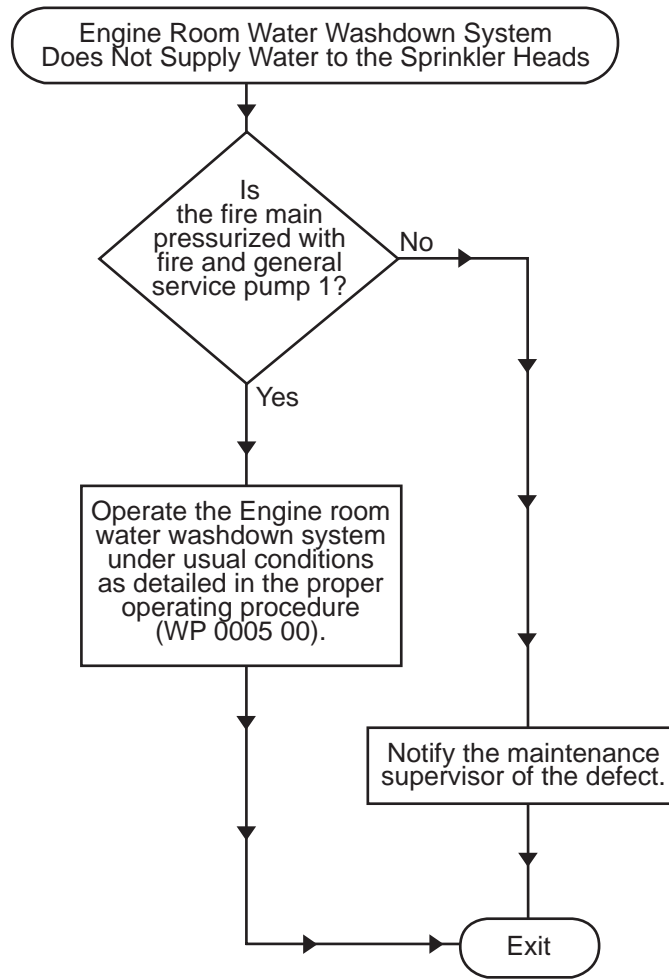 Engine Room Water Washdown System
Does Not Supply Water to the Sprinkler Heads
Is
the fire main
pressurized with
fire and general
service pump 1?
No
Yes
Operate the Engine room
water washdown system
under usual conditions
as detailed in the proper
operating procedure
(WP 0005 00).
Notify the maintenance
supervisor of the defect.
Exit